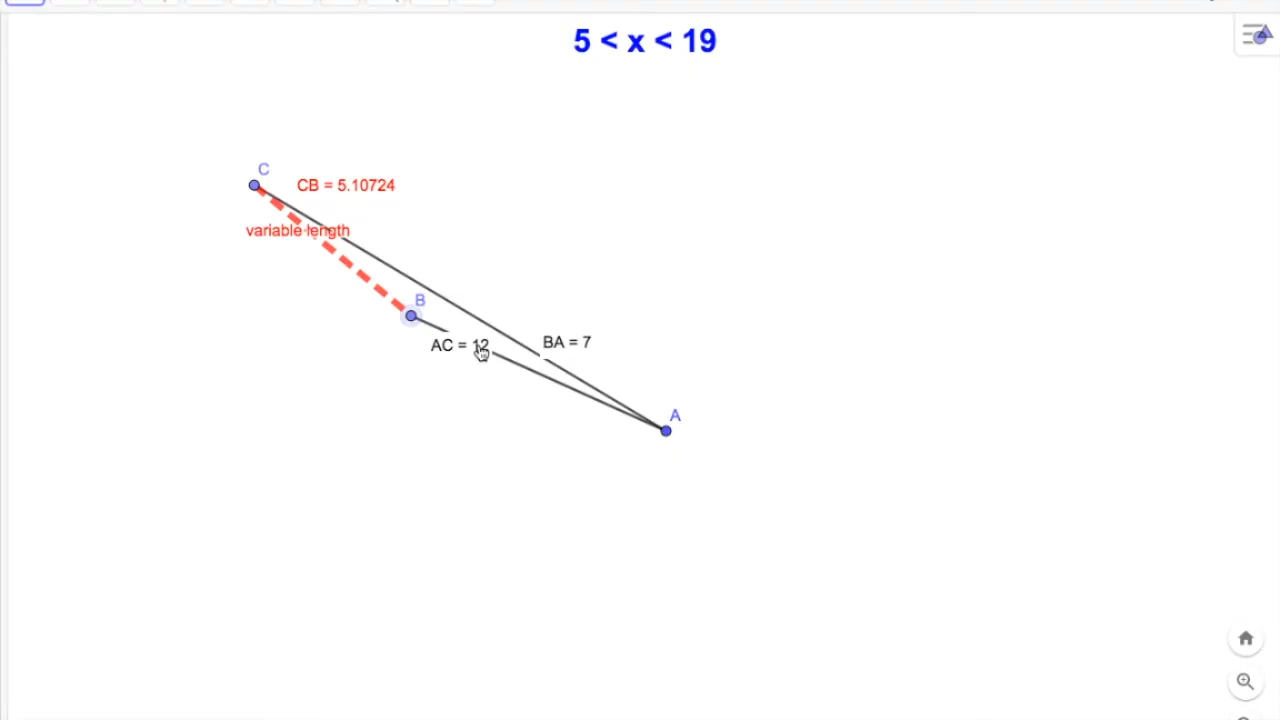 5 < x < 19
C
CB = 5.10724
variable length
B
AC = 12
BA = 7
A